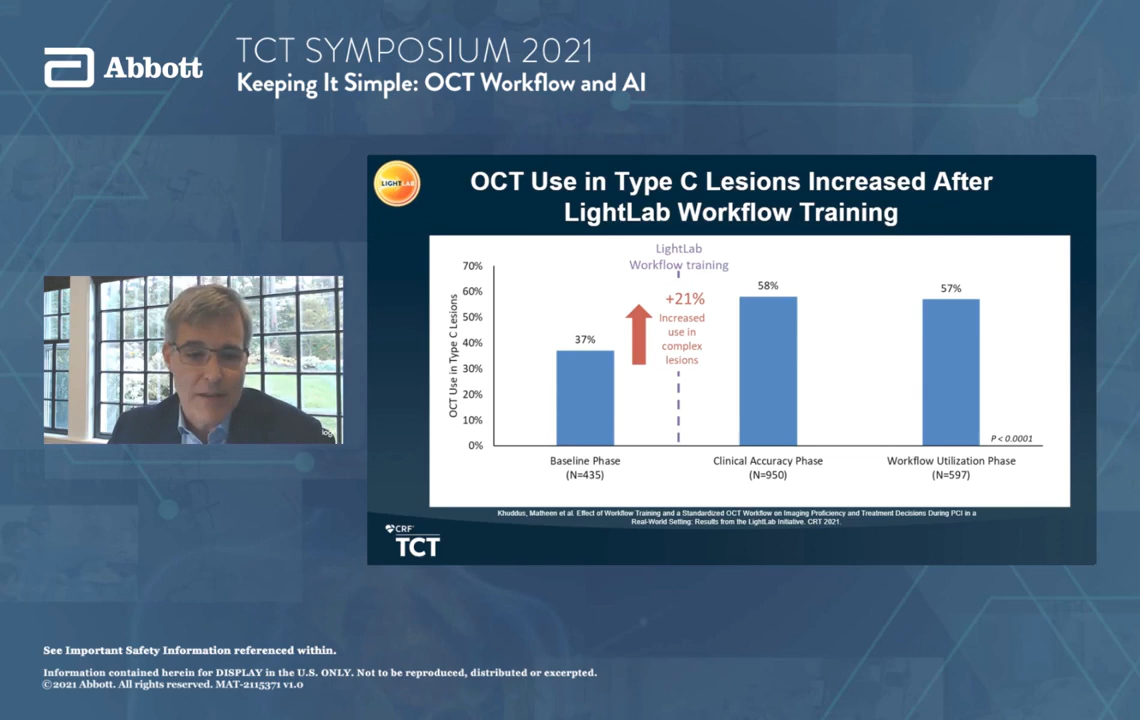 Abbott
TCT SYMPOSIUM 2021
Keeping It Simple: OCT Workflow and AI
LIGHTLAB
OCT Use in Type C Lesions Increased After
LightLab Workflow Training
LightLab
Workflow training
70%
60%
50%
40%
30%
20%
10%
0%
OCT Use in Type C Lesions
37%
+21%
Increased
use in
complex
lesions
58%
57%
P < 0.0001
Baseline Phase
(N=435)
Clinical Accuracy Phase
(N=950)
Workflow Utilization Phase
(N=597)
Khuddus, Matheen et al. Effect of Workflow Training and a Standardized OCT Workflow on Imaging Proficiency and Treatment Decisions During PCI in a
Real-World Setting: Results from the LightLab Initiative. CRT 2021.
CRF
TCT
See Important Safety Information referenced within.
Information contained herein for DISPLAY in the U.S. ONLY. Not to be reproduced, distributed or excerpted.
©2021 Abbott. All rights reserved. MAT-2115371 v1.0